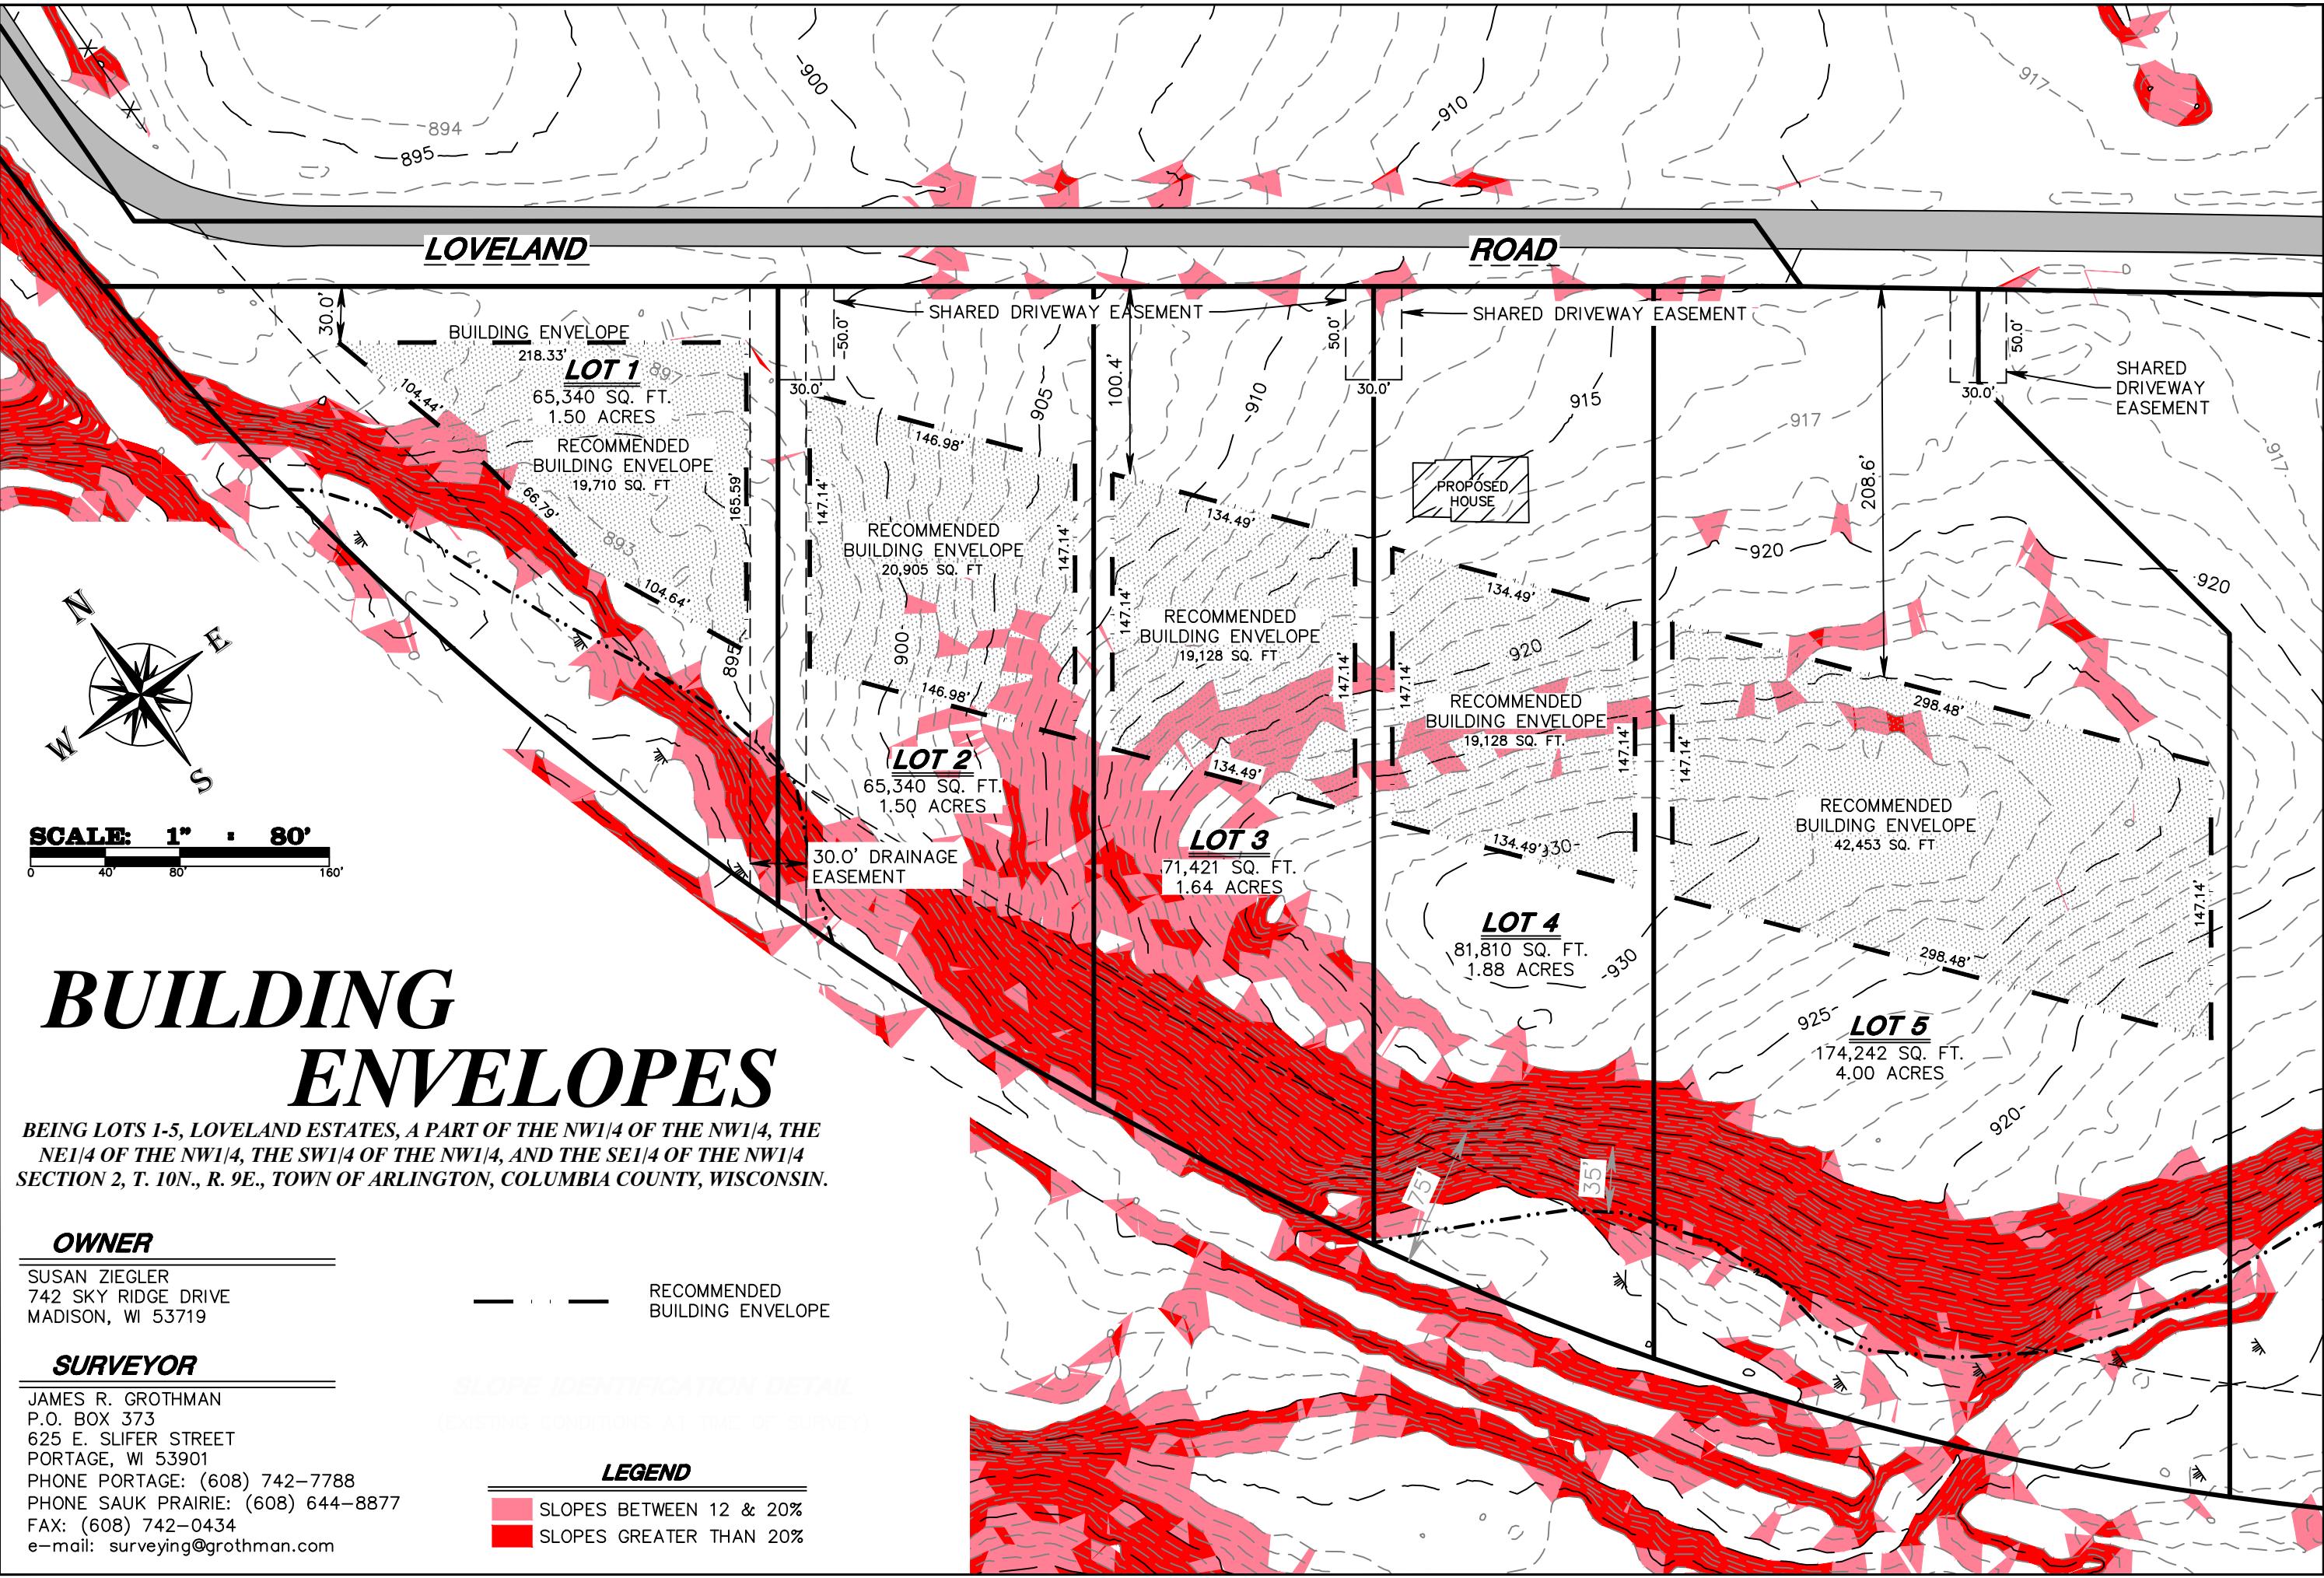 894
895
-900
-910
917
LOVELAND
ROAD
30.0'
BUILDING ENVELOPE
218.33'
LOT 1
65,340 SQ. FT.
1.50 ACRES
RECOMMENDED
BUILDING ENVELOPE
19,710 SQ. FT
897
104.44'
66.79'
104.64'
165.59'
893
895
SHARED DRIVEWAY EASEMENT
50.0'
30.0'
100.4'
50.0'
30.0'
SHARED DRIVEWAY EASEMENT
905
-910
915
917
917
920
920
208.6'
50.0'
30.0'
SHARED
DRIVEWAY
EASEMENT
PROPOSED
HOUSE
146.98'
147.14'
RECOMMENDED
BUILDING ENVELOPE
20,905 SQ. FT
147.14'
900-
146.98'
LOT 2
65,340 SQ. FT.
1.50 ACRES
30.0' DRAINAGE
EASEMENT
134.49'
147.14'
RECOMMENDED
BUILDING ENVELOPE
19,128 SQ. FT
147.14'
134.49'
LOT 3
71,421 SQ. FT.
1.64 ACRES
134.49'
920
147.14'
RECOMMENDED
BUILDING ENVELOPE
19,128 SQ. FT.
147.14'
134.49'
930-
LOT 4
81,810 SQ. FT.
1.88 ACRES
-930
298.48'
147.14'
RECOMMENDED
BUILDING ENVELOPE
42,453 SQ. FT
147.14'
298.48'
925-
LOT 5
174,242 SQ. FT.
4.00 ACRES
920-
75'
35'
N
E
W
S
SCALE: 1" = 80'
0 40' 80' 160'
BUILDING
ENVELOPES
BEING LOTS 1-5, LOVELAND ESTATES, A PART OF THE NW1/4 OF THE NW1/4, THE
NE1/4 OF THE NW1/4, THE SW1/4 OF THE NW1/4, AND THE SE1/4 OF THE NW1/4
SECTION 2, T. 10N., R. 9E., TOWN OF ARLINGTON, COLUMBIA COUNTY, WISCONSIN.
OWNER
SUSAN ZIEGLER
742 SKY RIDGE DRIVE
MADISON, WI 53719
RECOMMENDED
BUILDING ENVELOPE
SURVEYOR
JAMES R. GROTHMAN
P.O. BOX 373
625 E. SLIFER STREET
PORTAGE, WI 53901
PHONE PORTAGE: (608) 742-7788
PHONE SAUK PRAIRIE: (608) 644-8877
FAX: (608) 742-0434
e-mail: surveying@grothman.com
SLOPE IDENTIFICATION DETAIL
LEGEND
SLOPES BETWEEN 12 & 20%
SLOPES GREATER THAN 20%